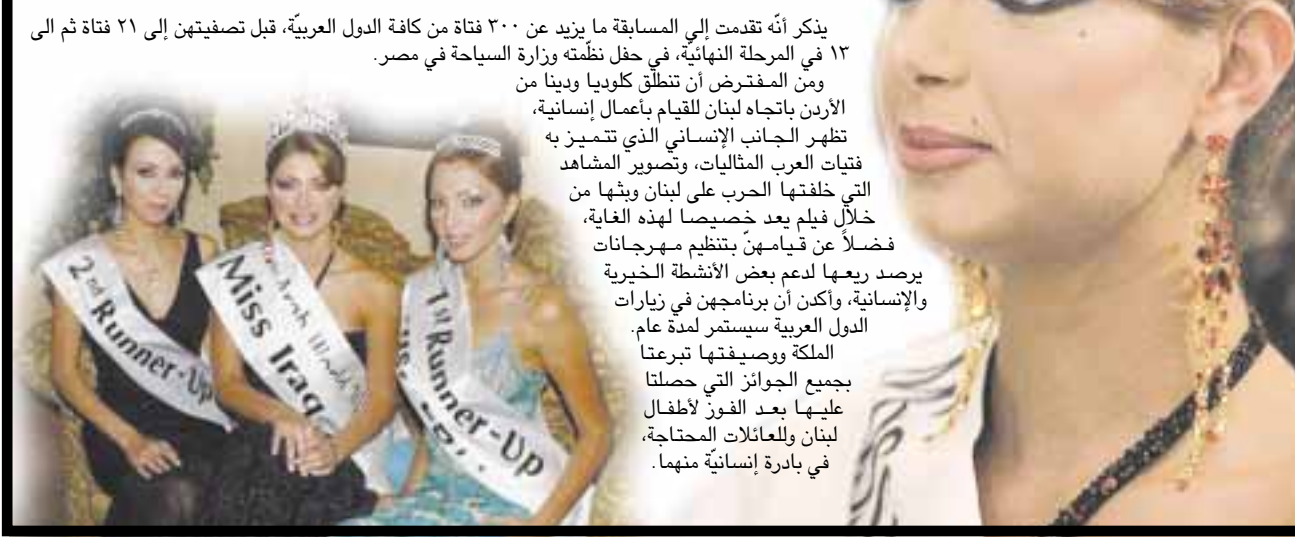 يذكر أنّه تقدمت إلى المسابقة ما يزيد عن ٣٠٠ فتاة من كافة الدول العربيّة، قبل تصفيتهن إلى ٢١ فتاة ثم الى
١٣ في المرحلة النهائيّة، في حفل نظّمته وزارة السياحة في مصر.
ومن المفترض أن تنطلق كلوديا ودينا من
الأردن باتجاه لبنان للقيام بأعمال إنسانية،
تظهر الجانب الإنساني الذي تتميز به
فتيات العرب المثاليات، وتصوير المشاهد
التي خلفتها الحرب على لبنان وبثها من
خلال فيلم يعد خصيصا لهذه الغاية،
فضلاً عن قيامهنّ بتنظيم مهرجانات
يرصد ريعها لدعم بعض الأنشطة الخيرية
والإنسانية، وأكدن أن برنامجهن في زيارات
الدول العربية سيستمر لمدة عام.
الملكة ووصيفتها تبرعتا
بجميع الجوائز التي حصلتا
عليها بعد الفوز لأطفال
لبنان وللعائلات المحتاجة،
في بادرة إنسانيّة منهما.
2nd Runner-Up
Arab World
Miss Iraq
1st Runner-Up